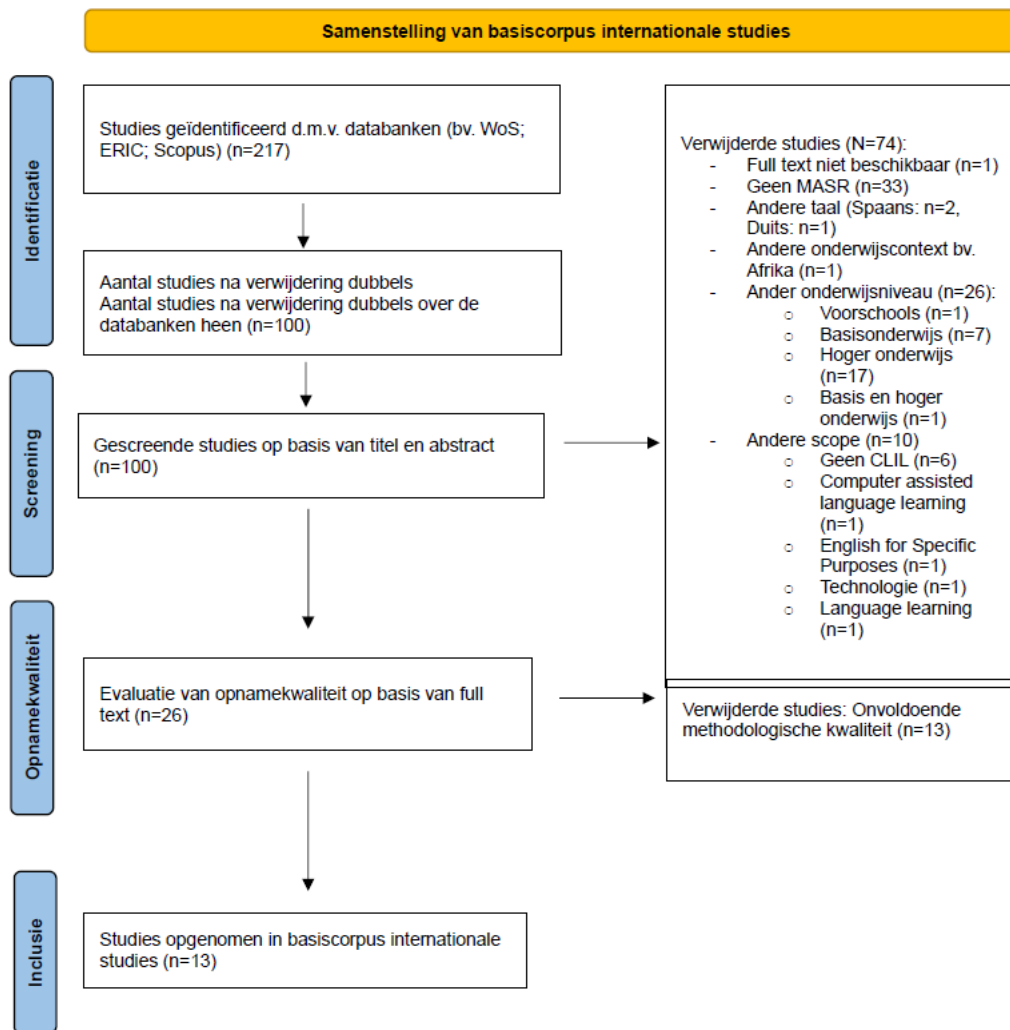 Samenstelling van basiscorpus internationale studies
Identificatie
Studies geïdentificeerd d.m.v. databanken (bv. WoS;
ERIC; Scopus) (n=217)
Aantal studies na verwijdering dubbels
Aantal studies na verwijdering dubbels over de
databanken heen (n=100)
Screening
Gescreende studies op basis van titel en abstract
(n=100)
Verwijderde studies (N=74):
- Full text niet beschikbaar (n=1)
- Geen MASR (n=33)
- Andere taal (Spaans: n=2,
Duits: n=1)
- Andere onderwijscontext bv.
Afrika (n=1)
- Ander onderwijsniveau (n=26):
o Voorschools (n=1)
o Basisonderwijs (n=7)
o Hoger onderwijs
(n=17)
o Basis en hoger
onderwijs (n=1)
- Andere scope (n=10)
o Geen CLIL (n=6)
o Computer assisted
language learning
(n=1)
o English for Specific
Purposes (n=1)
o Technologie (n=1)
o Language learning
(n=1)
Opnamekwaliteit
Evaluatie van opnamekwaliteit op basis van full
text (n=26)
Verwijderde studies: Onvoldoende
methodologische kwaliteit (n=13)
Inclusie
Studies opgenomen in basiscorpus internationale
studies (n=13)